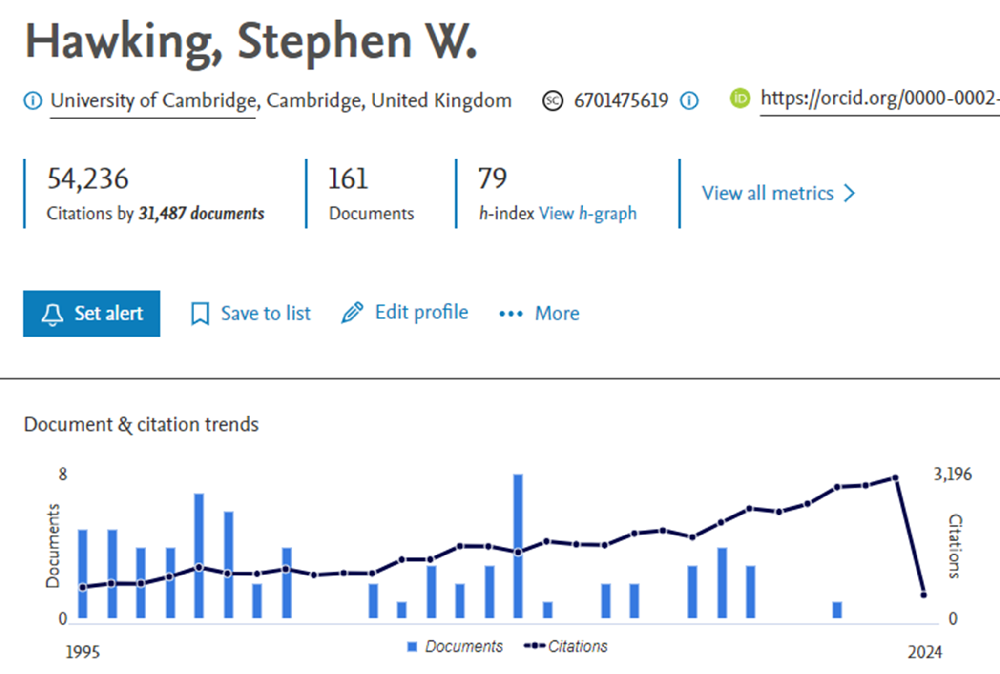 Hawking, Stephen W.
University of Cambridge, Cambridge, United Kingdom SC 6701475619 iD https://orcid.org/0000-0002-
54,236 161 79 View all metrics
Citations by 31,487 documents Documents h-index View h-graph
Set alert Save to list Edit profile More
Document & citation trends
8 3,196
Documents Citations
0 0
1995 2024
Documents Citations